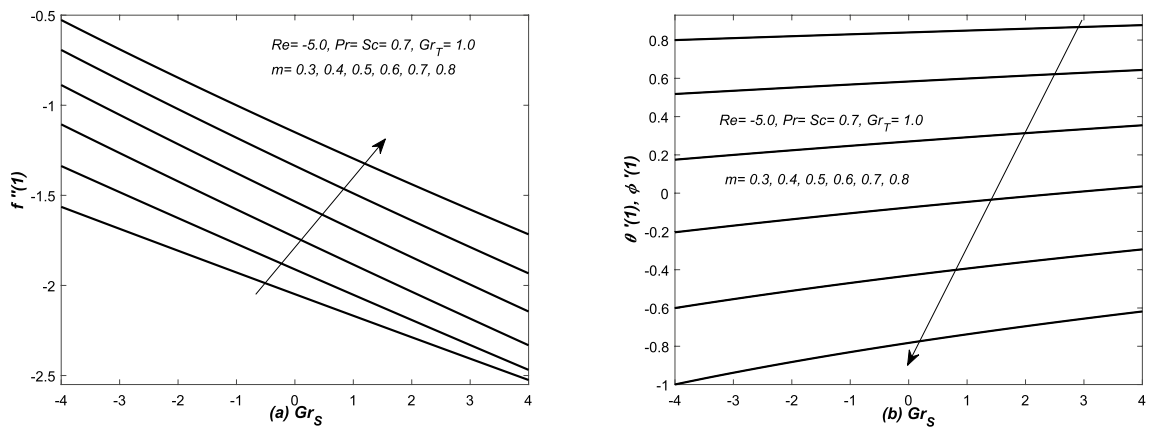 -0.5
-1
-1.5
-2
-2.5
f ''(1)
Re= -5.0, Pr= Sc= 0.7, Gr_T= 1.0
m= 0.3, 0.4, 0.5, 0.6, 0.7, 0.8
-4 -3 -2 -1 0 1 2 3 4
(a) Gr_S
0.8
0.6
0.4
0.2
0
-0.2
-0.4
-0.6
-0.8
-1
θ '(1), ϕ '(1)
Re= -5.0, Pr= Sc= 0.7, Gr_T= 1.0
m= 0.3, 0.4, 0.5, 0.6, 0.7, 0.8
-4 -3 -2 -1 0 1 2 3 4
(b) Gr_S